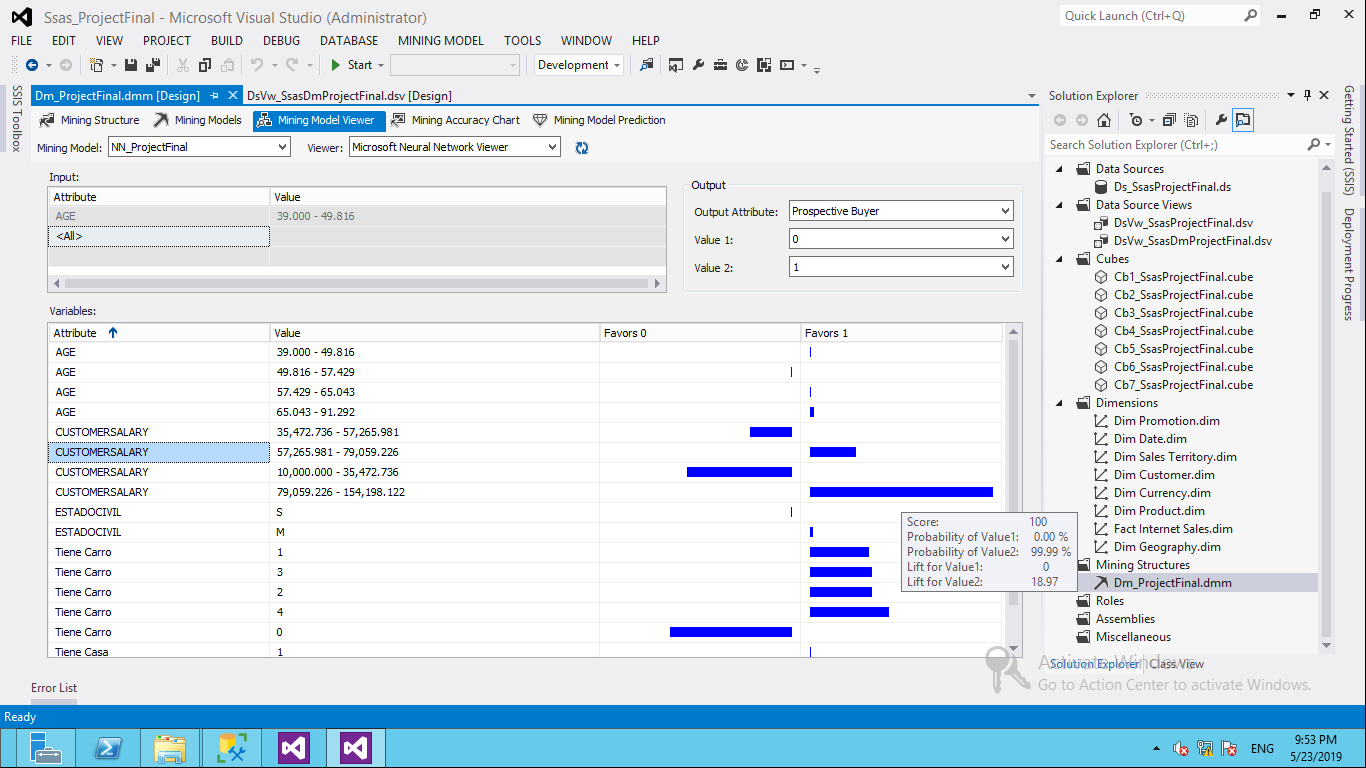 Ssas_ProjectFinal - Microsoft Visual Studio (Administrator)
Quick Launch (Ctrl+Q)
FILE EDIT VIEW PROJECT BUILD DEBUG DATABASE MINING MODEL TOOLS WINDOW HELP
Start Development
SSIS Toolbox
Dm_ProjectFinal.dmm [Design] DsVw_SsasDmProjectFinal.dsv [Design]
Mining Structure Mining Models Mining Model Viewer Mining Accuracy Chart Mining Model Prediction
Mining Model: NN_ProjectFinal Viewer: Microsoft Neural Network Viewer
Input:
Attribute Value
AGE 39.000 - 49.816
<All>
Output
Output Attribute: Prospective Buyer
Value 1: 0
Value 2: 1
Variables:
Attribute Value Favors 0 Favors 1
AGE 39.000 - 49.816
AGE 49.816 - 57.429
AGE 57.429 - 65.043
AGE 65.043 - 91.292
CUSTOMERSALARY 35,472.736 - 57,265.981
CUSTOMERSALARY 57,265.981 - 79,059.226
CUSTOMERSALARY 10,000.000 - 35,472.736
CUSTOMERSALARY 79,059.226 - 154,198.122
ESTADOCIVIL S
ESTADOCIVIL M
Tiene Carro 1
Tiene Carro 3
Tiene Carro 2
Tiene Carro 4
Tiene Carro 0
Tiene Casa 1
Score: 100
Probability of Value1: 0.00 %
Probability of Value2: 99.99 %
Lift for Value1: 0
Lift for Value2: 18.97
Solution Explorer
Search Solution Explorer (Ctrl+;)
Data Sources
Ds_SsasProjectFinal.ds
Data Source Views
DsVw_SsasProjectFinal.dsv
DsVw_SsasDmProjectFinal.dsv
Cubes
Cb1_SsasProjectFinal.cube
Cb2_SsasProjectFinal.cube
Cb3_SsasProjectFinal.cube
Cb4_SsasProjectFinal.cube
Cb5_SsasProjectFinal.cube
Cb6_SsasProjectFinal.cube
Cb7_SsasProjectFinal.cube
Dimensions
Dim Promotion.dim
Dim Date.dim
Dim Sales Territory.dim
Dim Customer.dim
Dim Currency.dim
Dim Product.dim
Fact Internet Sales.dim
Dim Geography.dim
Mining Structures
Dm_ProjectFinal.dmm
Roles
Assemblies
Miscellaneous
Solution Explorer Class View
Getting Started (SSIS)
Deployment Progress
Activate Windows
Go to Action Center to activate Windows.
Error List
Ready
ENG
9:53 PM
5/23/2019